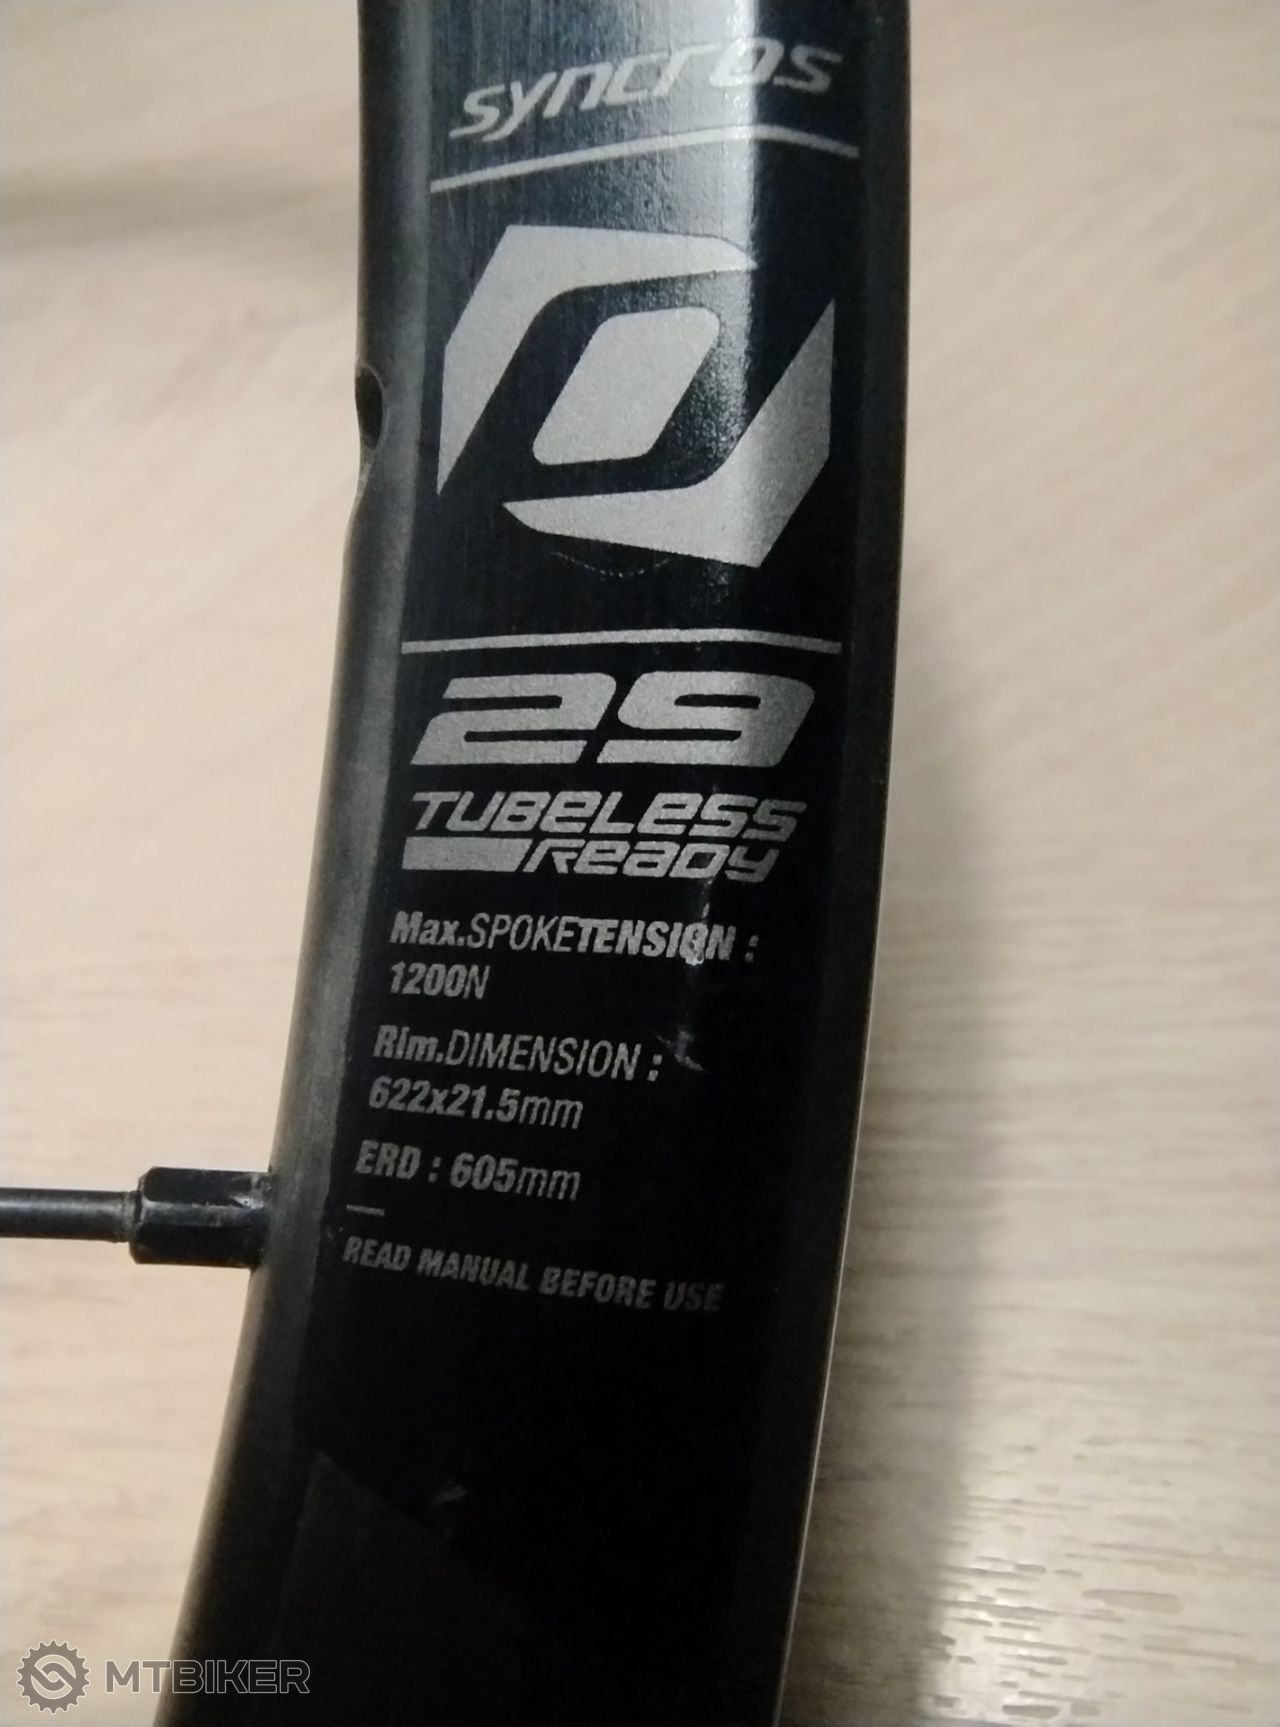 syncros
29
TUBELESS
READY
Max.SPOKETENSION :
1200N
Rim.DIMENSION :
622x21.5mm
ERD : 605mm
READ MANUAL BEFORE USE
MTBIKER